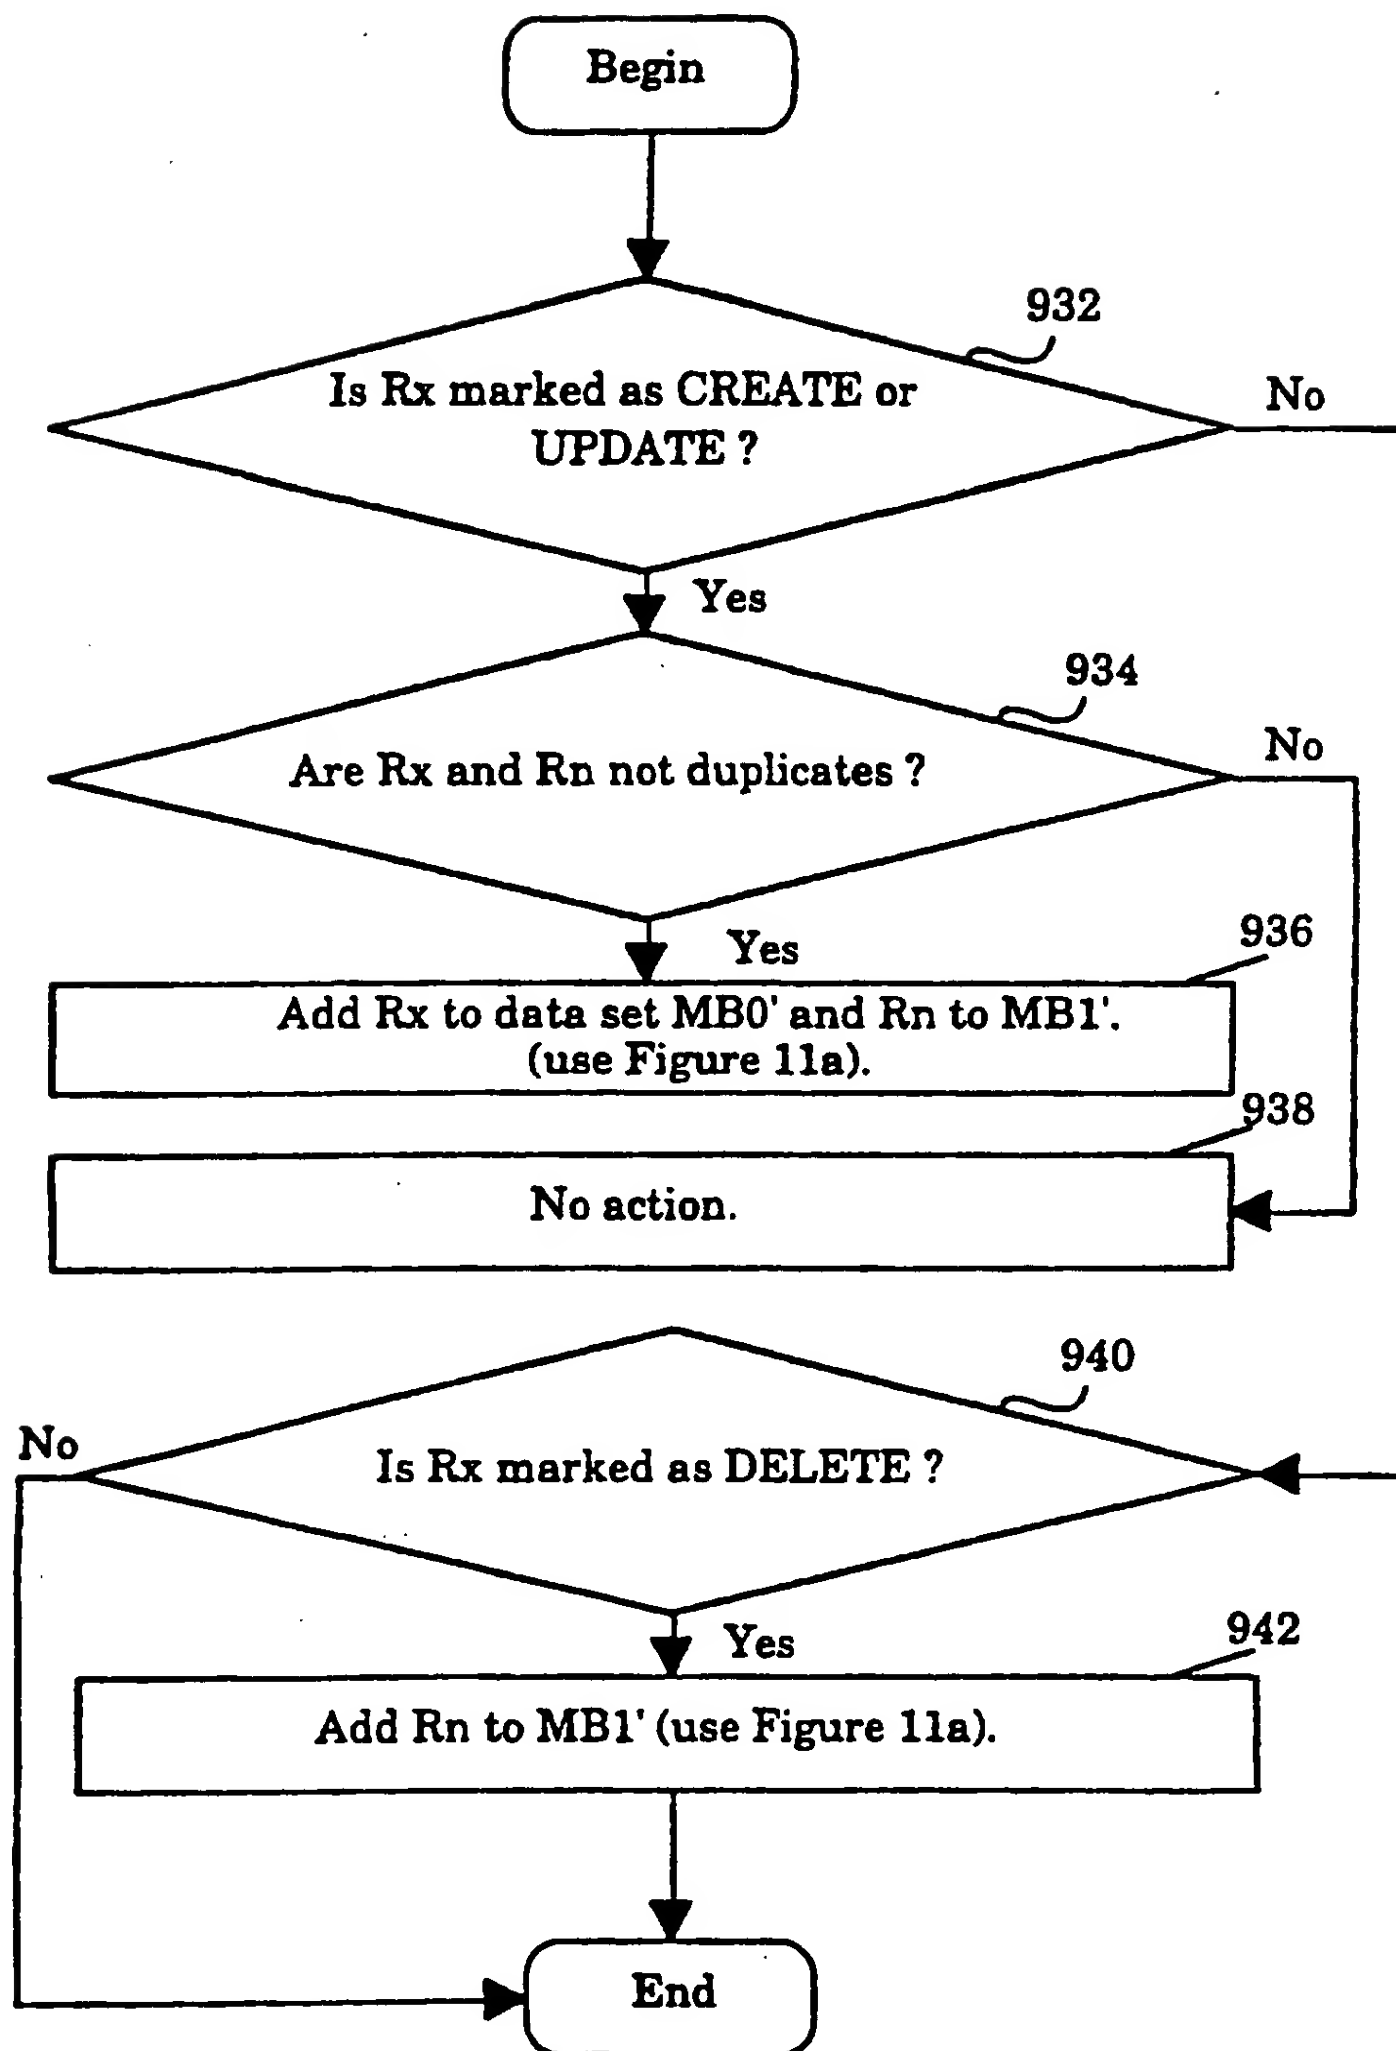 Begin
932
Is Rx marked as CREATE or
UPDATE ?
No
Yes
934
Are Rx and Rn not duplicates ?
No
Yes
936
Add Rx to data set MB0' and Rn to MB1'.
(use Figure 11a).
938
No action.
940
No
Is Rx marked as DELETE ?
Yes
942
Add Rn to MB1' (use Figure 11a).
End